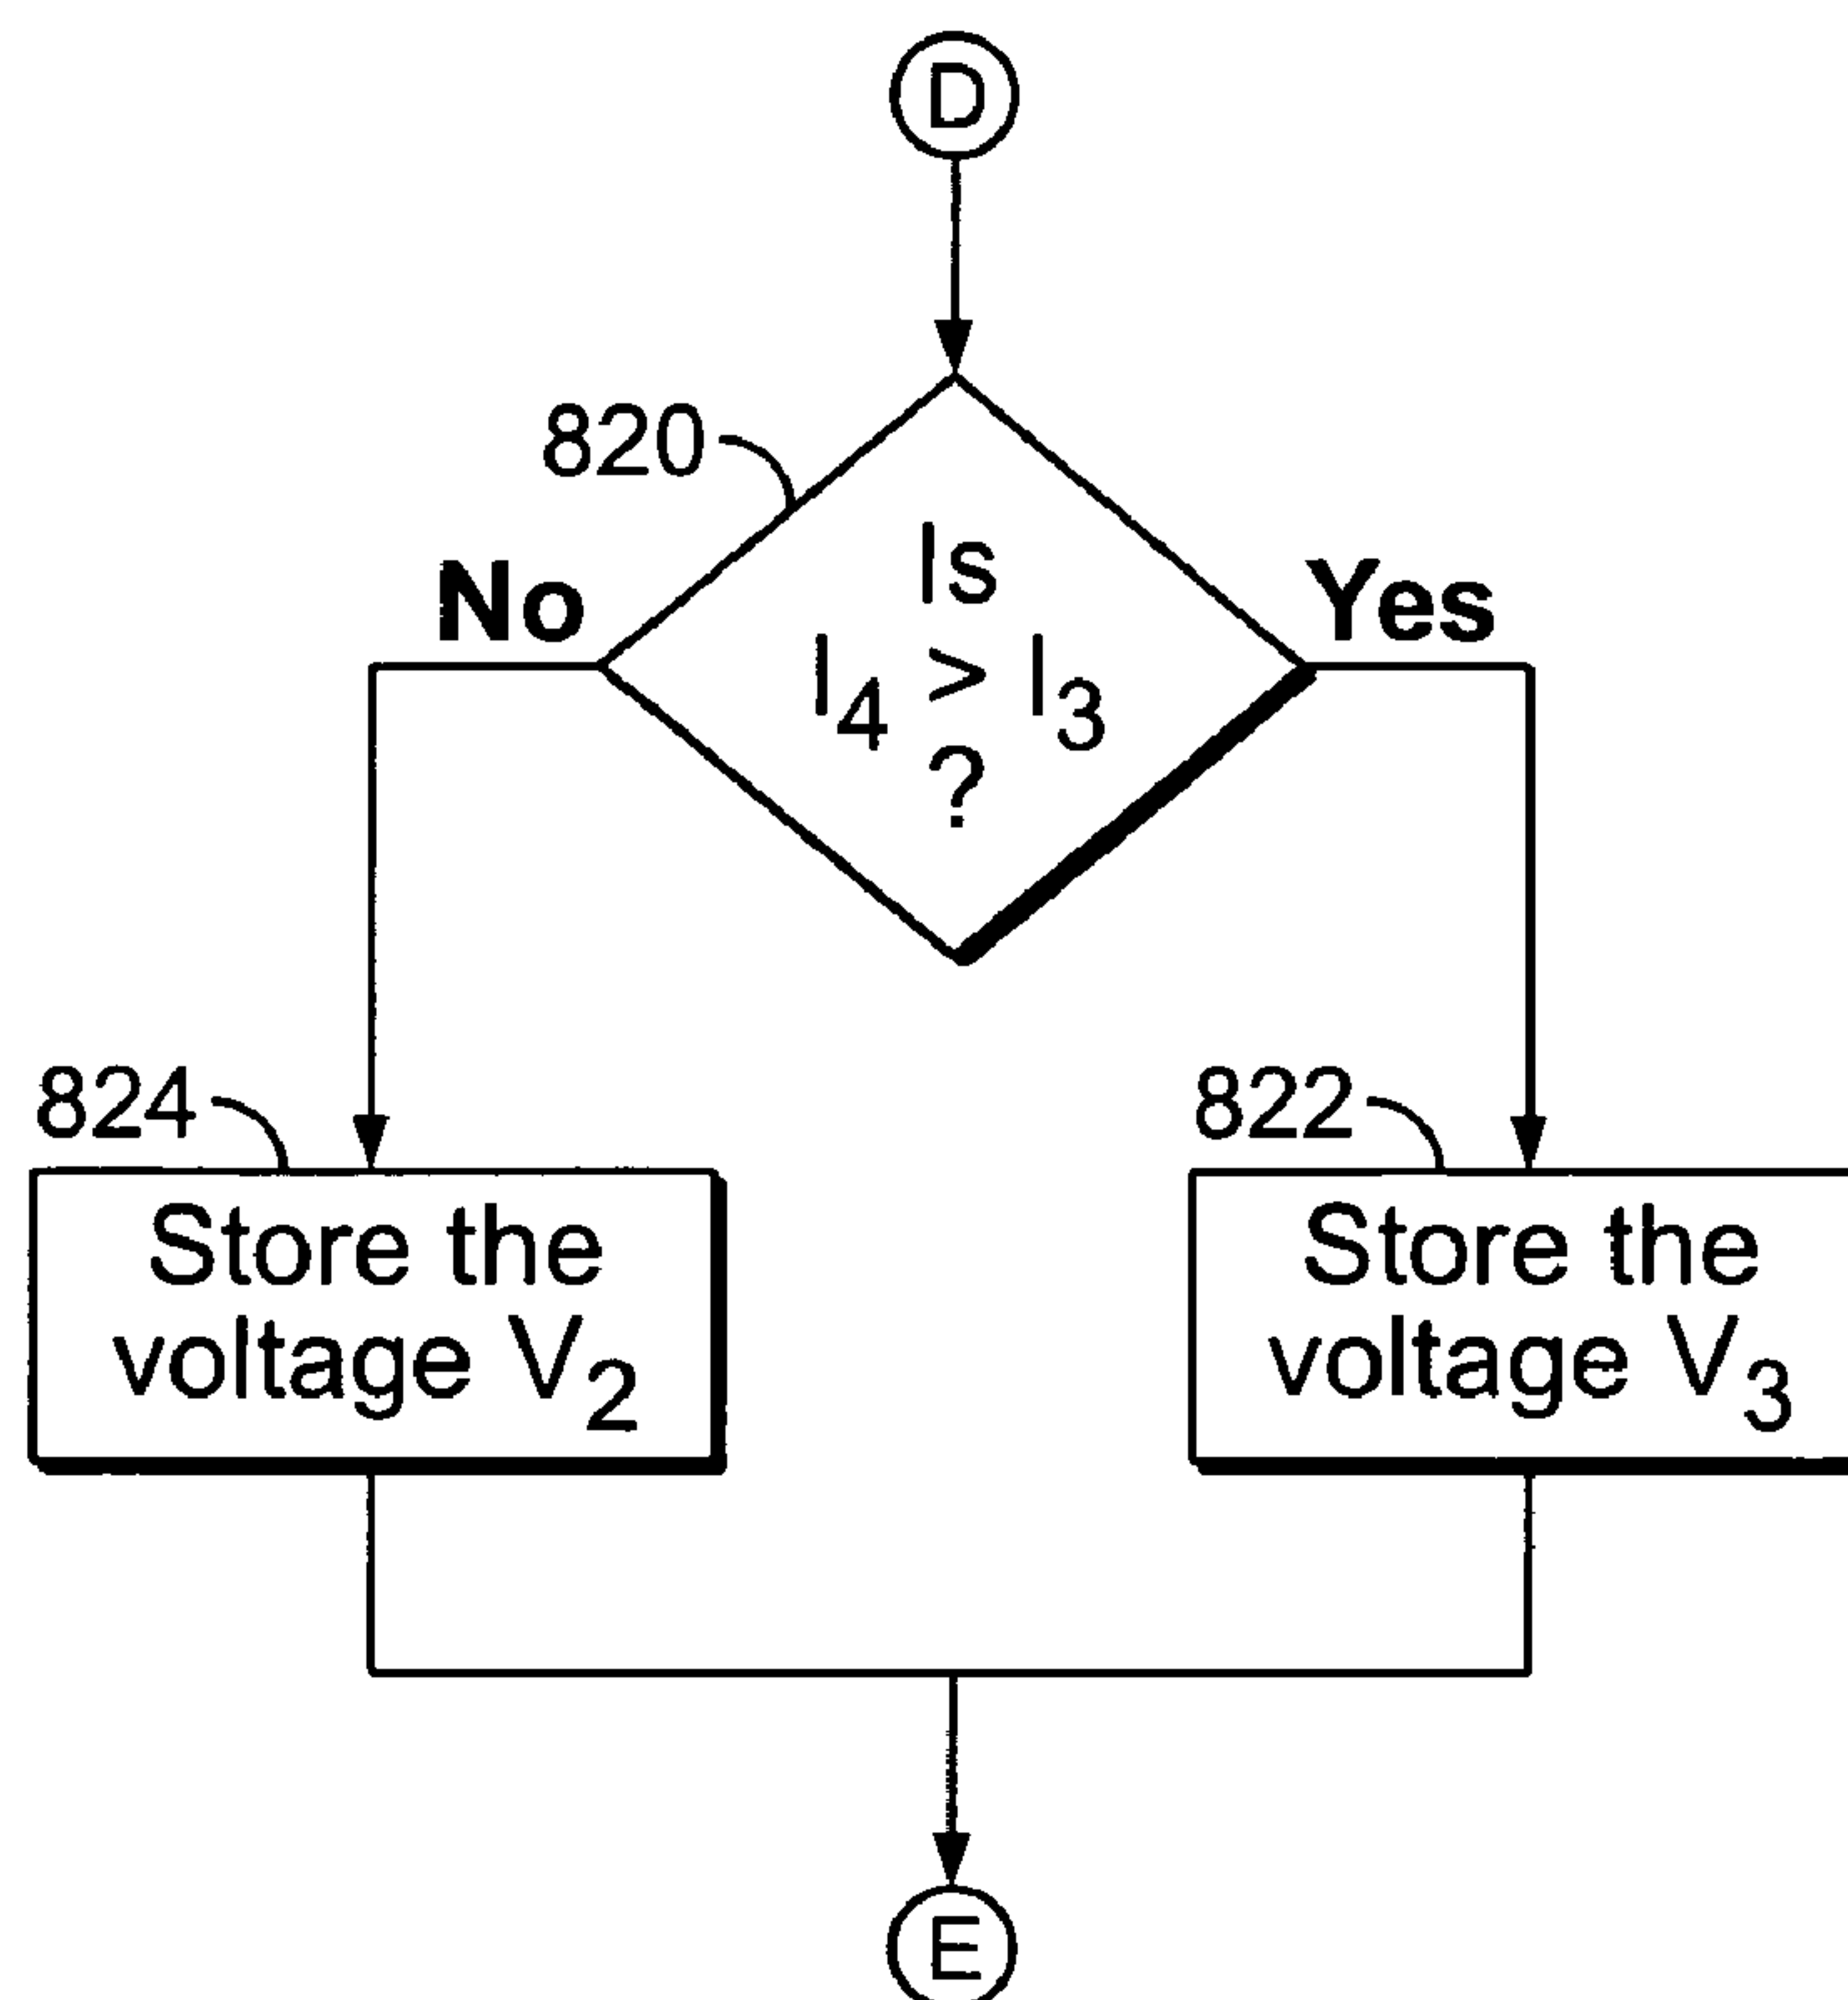 D
820
Is
I4 > I3
?
No
Yes
824
822
Store the
voltage V2
Store the
voltage V3
E